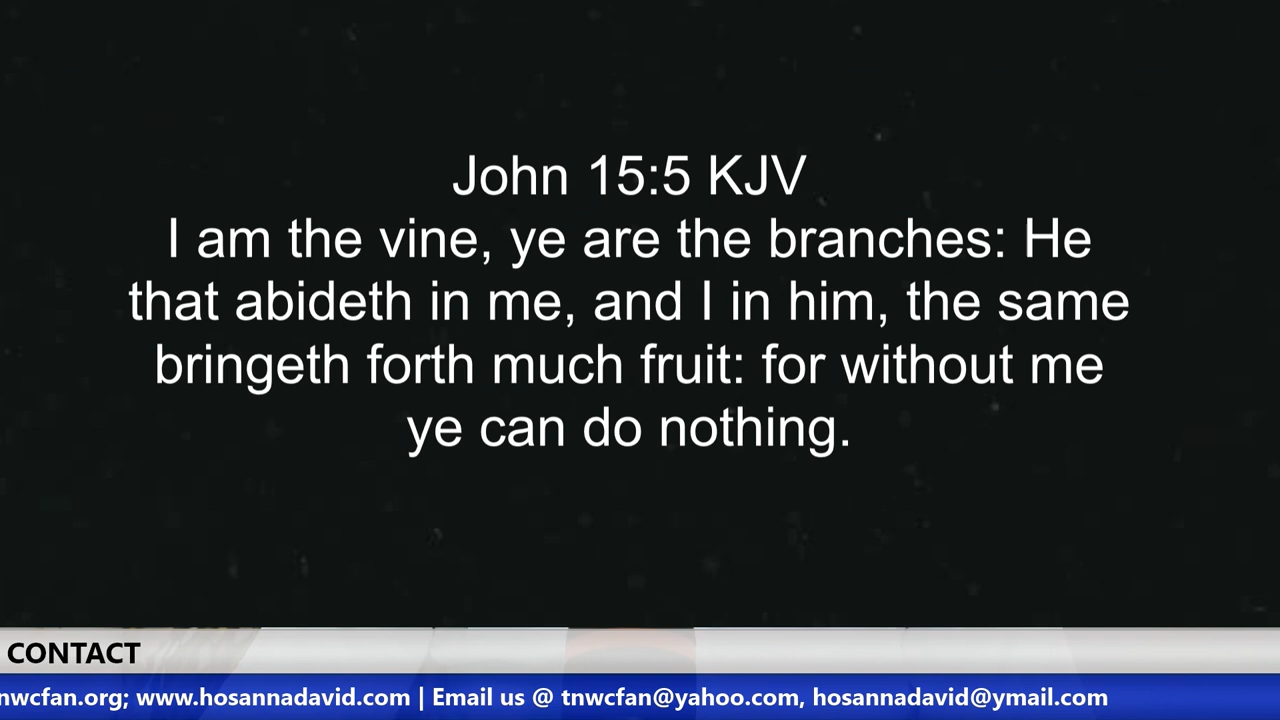 John 15:5 KJV
I am the vine, ye are the branches: He
that abideth in me, and I in him, the same
bringeth forth much fruit: for without me
ye can do nothing.
CONTACT
nwcfan.org; www.hosannadavid.com | Email us @ tnwcfan@yahoo.com, hosannadavid@ymail.com